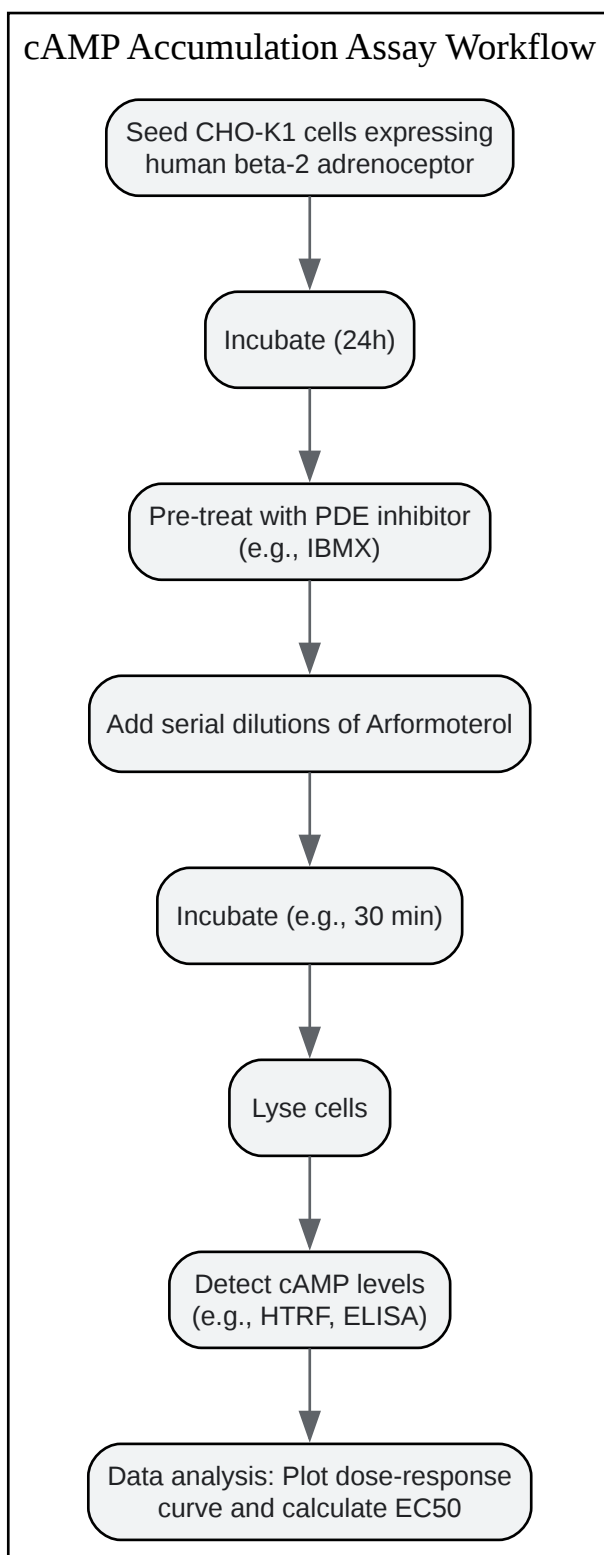 cAMP Accumulation Assay Workflow
Seed CHO-K1 cells expressing
human beta-2 adrenoceptor
Incubate (24h)
Pre-treat with PDE inhibitor
(e.g., IBMX)
Add serial dilutions of Arformoterol
Incubate (e.g., 30 min)
Lyse cells
Detect cAMP levels
(e.g., HTRF, ELISA)
Data analysis: Plot dose-response
curve and calculate EC50